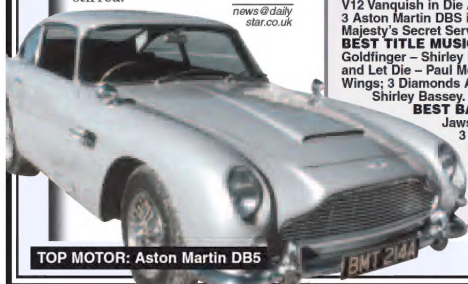 news@daily
star.co.uk
V12 Vanquish in Die
3 Aston Martin DBS
Majesty's Secret Serv
BEST TITLE MUSIC
Goldfinger – Shirley
and Let Die – Paul M
Wings; 3 Diamonds A
Shirley Bassey.
BEST BA
Jaws
3
TOP MOTOR: Aston Martin DB5
BMT 214A